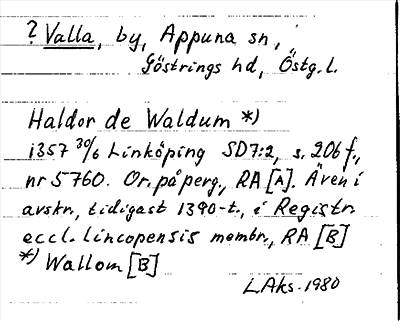 ? Valla, by, Appuna sn,
Göstrings hd, Östg. l.
Haldor de Waldum *)
1357 30/6 Linköping SD7:2, s. 206 f.,
nr 5760. Or. på perg., RA [A]. Även i
avskr., tidigast 1390-t., i Registr.
eccl. lincopensis membr., RA [B]
*) Wallom [B]
LAks. 1980